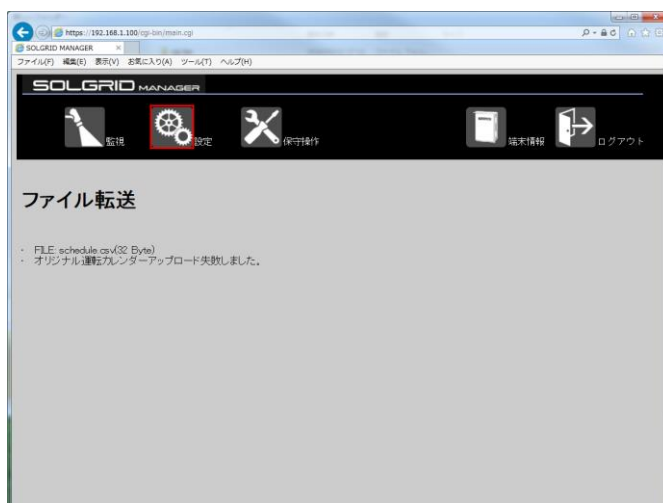 https://192.168.1.100/cgi-bin/main.cgi
SOLGRID MANAGER
ファイル(F) 編集(E) 表示(V) お気に入り(A) ツール(T) ヘルプ(H)
SOLGRID MANAGER
監視 設定 保守操作 端末情報 ログアウト
ファイル転送
・ FILE: schedule.csv(32 Byte)
・ オリジナル運転カレンダーアップロード失敗しました。